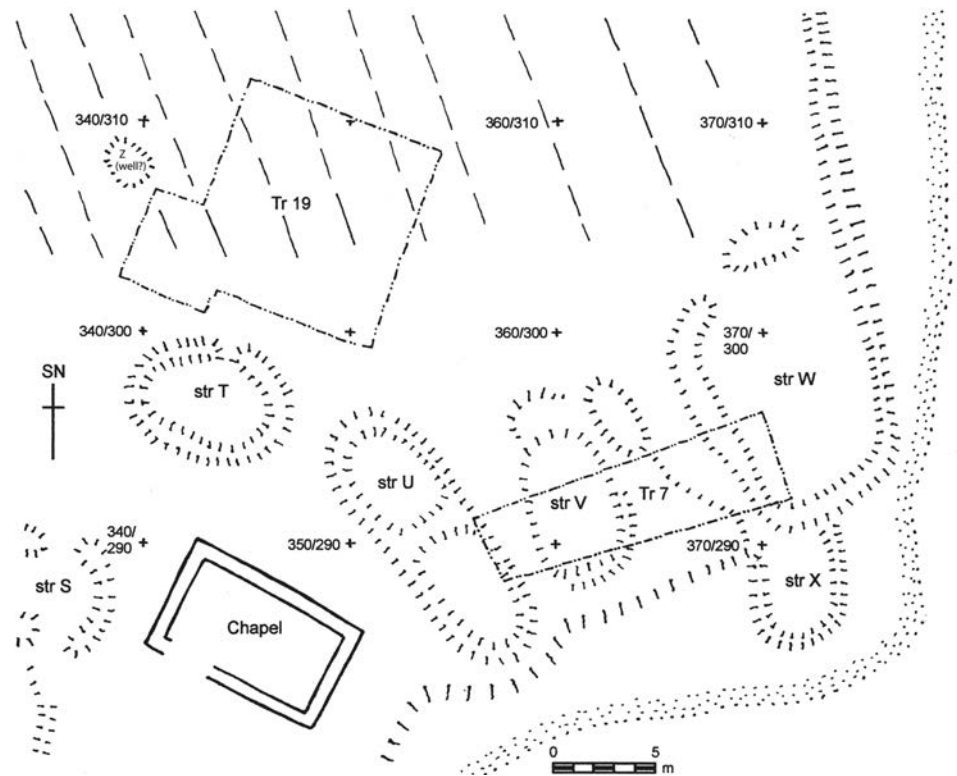 340/310
360/310
370/310
Z
(well?)
Tr 19
340/300
360/300
370/
300
SN
str T
str W
str U
str V
Tr 7
340/
290
350/290
370/290
str S
str X
Chapel
0
5
m